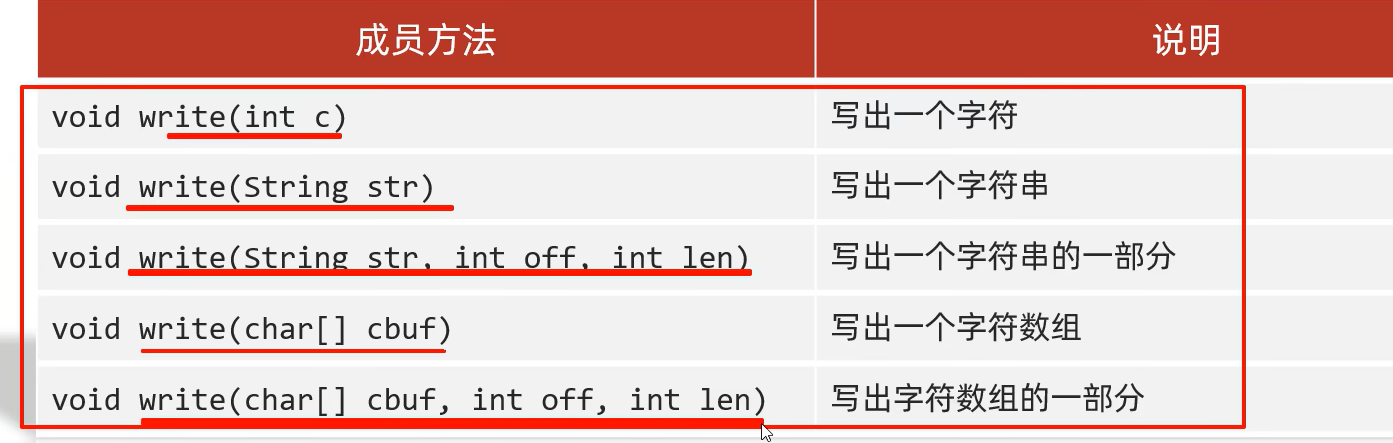 成员方法 说明
void write(int c) 写出一个字符
void write(String str) 写出一个字符串
void write(String str, int off, int len) 写出一个字符串的一部分
void write(char[] cbuf) 写出一个字符数组
void write(char[] cbuf, int off, int len) 写出字符数组的一部分